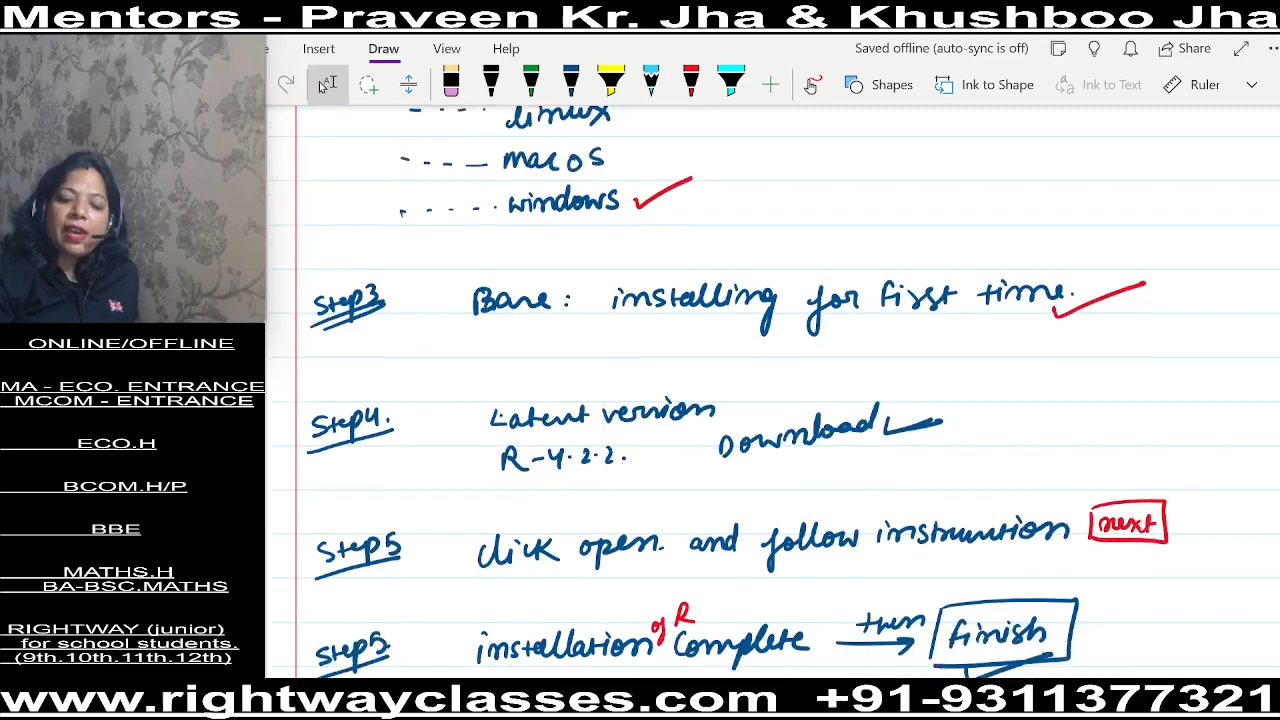 Mentors - Praveen Kr. Jha & Khushboo Jha
Insert Draw View Help
Saved offline (auto-sync is off) Share
Shapes Ink to Shape Ink to Text Ruler
linux
mac OS
windows
Step3 Base: installing for first time.
Step4. Latest version
R-4.2.2. Download
Step5 click open. and follow instruction next
Step5. installation of R Complete then finish
ONLINE/OFFLINE
MA - ECO. ENTRANCE
MCOM - ENTRANCE
ECO.H
BCOM.H/P
BBE
MATHS.H
BA-BSC.MATHS
RIGHTWAY (junior)
for school students.
(9th.10th.11th.12th)
www.rightwayclasses.com +91-9311377321